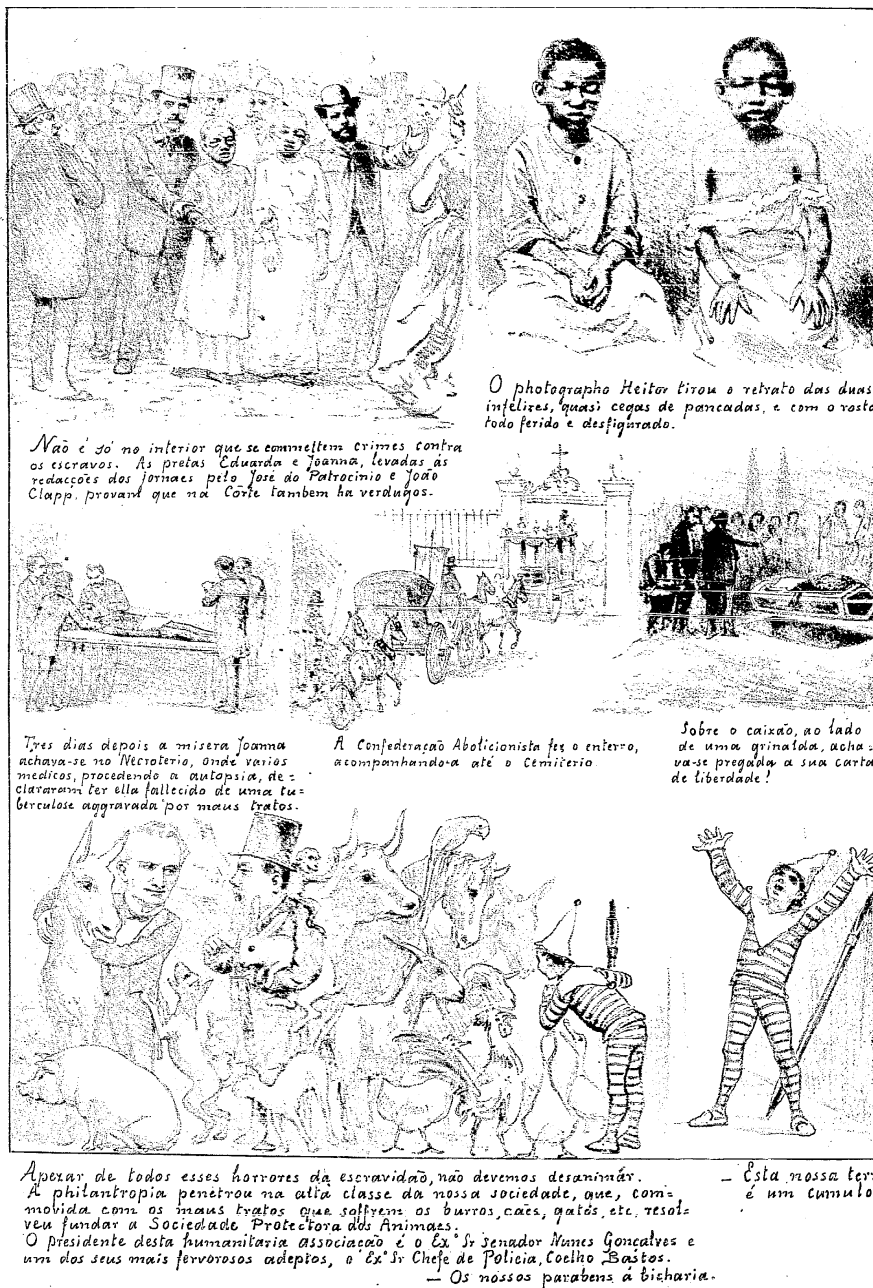 O photographo Heitor tirou o retrato das duas
infelizes, quasi cegas de pancadas, e com o rosto
todo ferido e desfigurado.
Não é só no interior que se commettem crimes contra
os escravos. As pretas Eduarda e Joanna, levadas ás
redacções dos jornaes pelo José do Patrocinio e João
Clapp, provam que na Côrte tambem ha verdugos.
Tres dias depois a misera Joanna
achava-se no Necroterio, onde varios
medicos, procedendo a autopsia, de=
clararam ter ella fallecido de uma tu=
berculose aggravada por maus tratos.
A Confederação Abolicionista fez o enterro,
acompanhando-a até o Cemiterio
Sobre o caixão, ao lado
de uma grinalda, acha=
va-se pregada a sua carta
de liberdade!
Apezar de todos esses horrores da escravidão, não devemos desanimar.
A philantropia penetrou na alta classe da nossa sociedade, que, com=
movida com os maus tratos que soffrem os burros, cães, gatos, etc, resol=
veu fundar a Sociedade Protectora dos Animaes.
O presidente desta humanitaria associação é o Exº Sr senador Nunes Gonçalves e
um dos seus mais fervorosos adeptos, o Exº Sr Chefe de Policia, Coelho Bastos.
— Os nossos parabens á bicharia.
— Esta nossa
é um cumulo